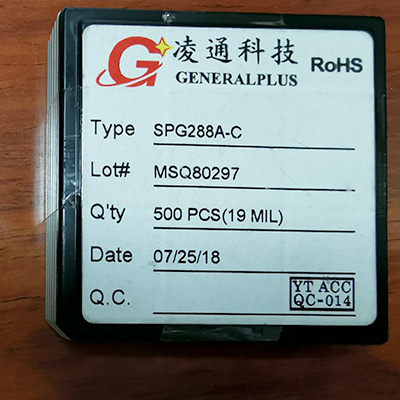 凌通科技
GENERALPLUS
RoHS
Type SPG288A-C
Lot# MSQ80297
Q'ty 500 PCS(19 MIL)
Date 07/25/18
Q.C.
YT ACC
QC-014